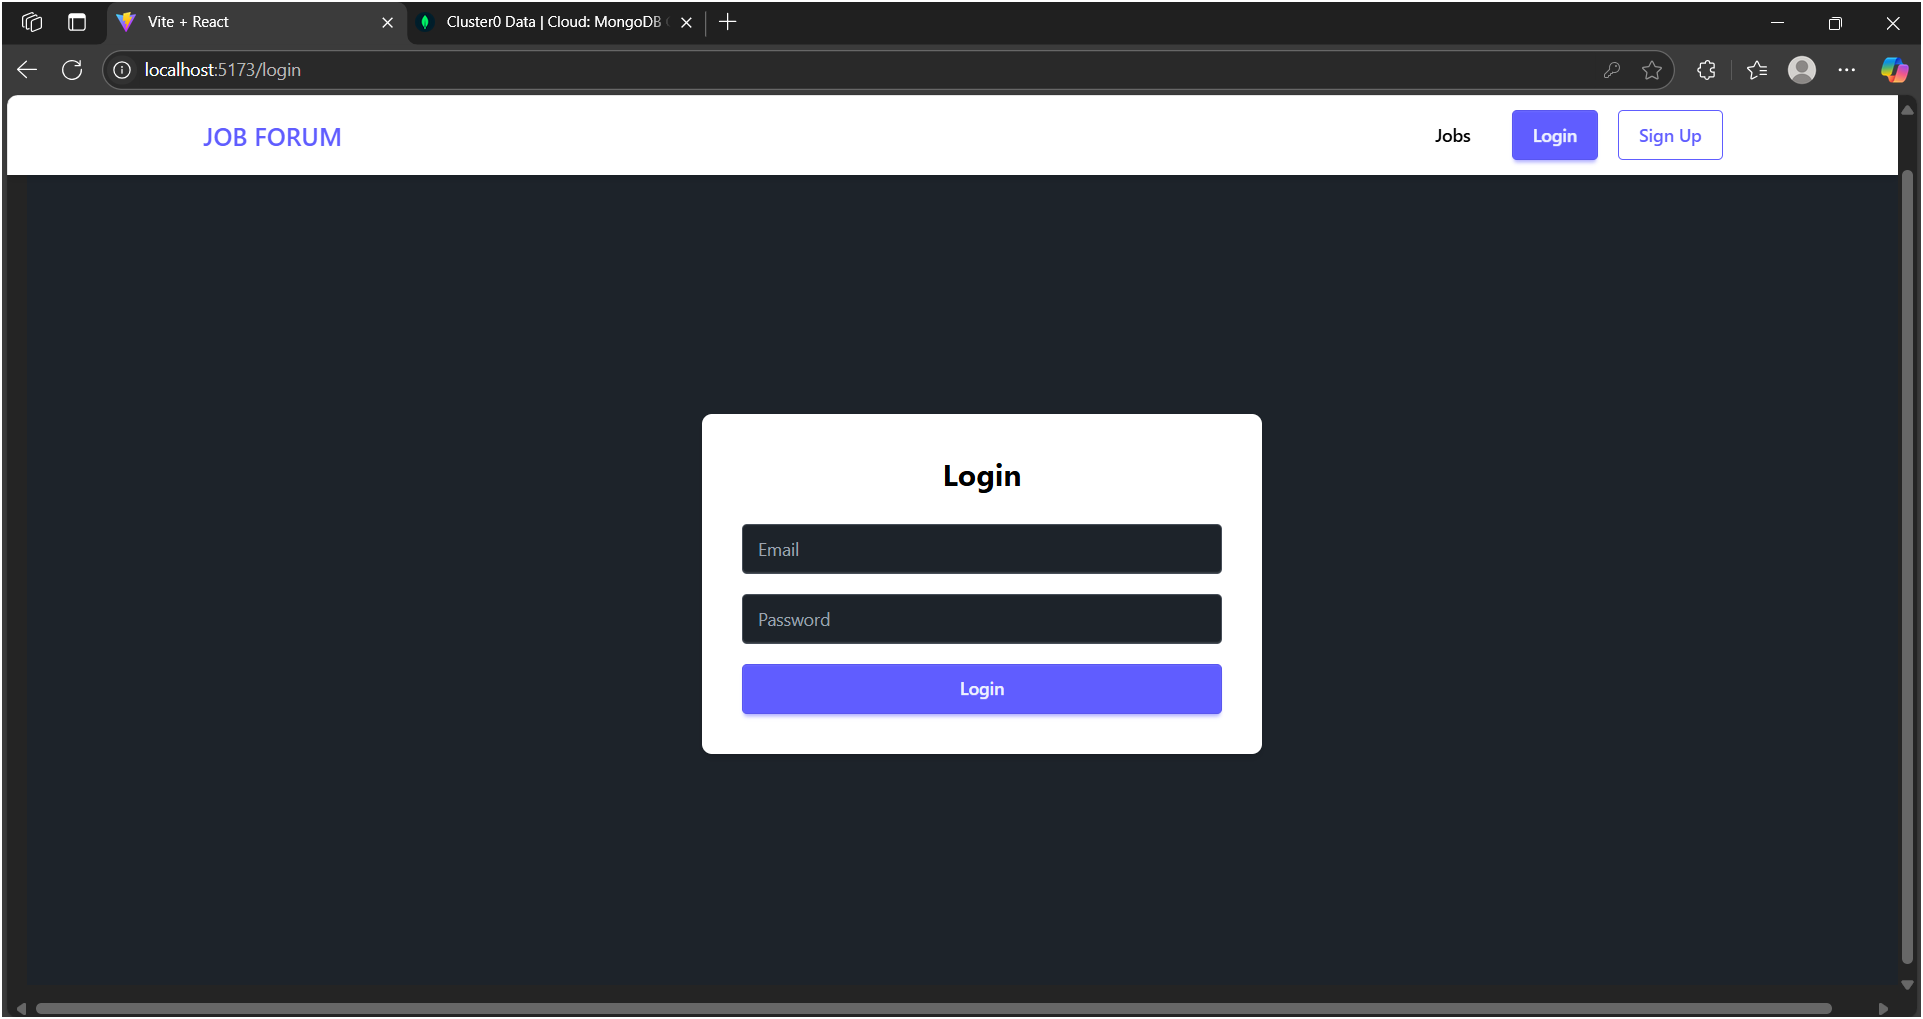 Vite + React
Cluster0 Data | Cloud: MongoDB
localhost:5173/login
JOB FORUM
Jobs
Login
Sign Up
Login
Email
Password
Login